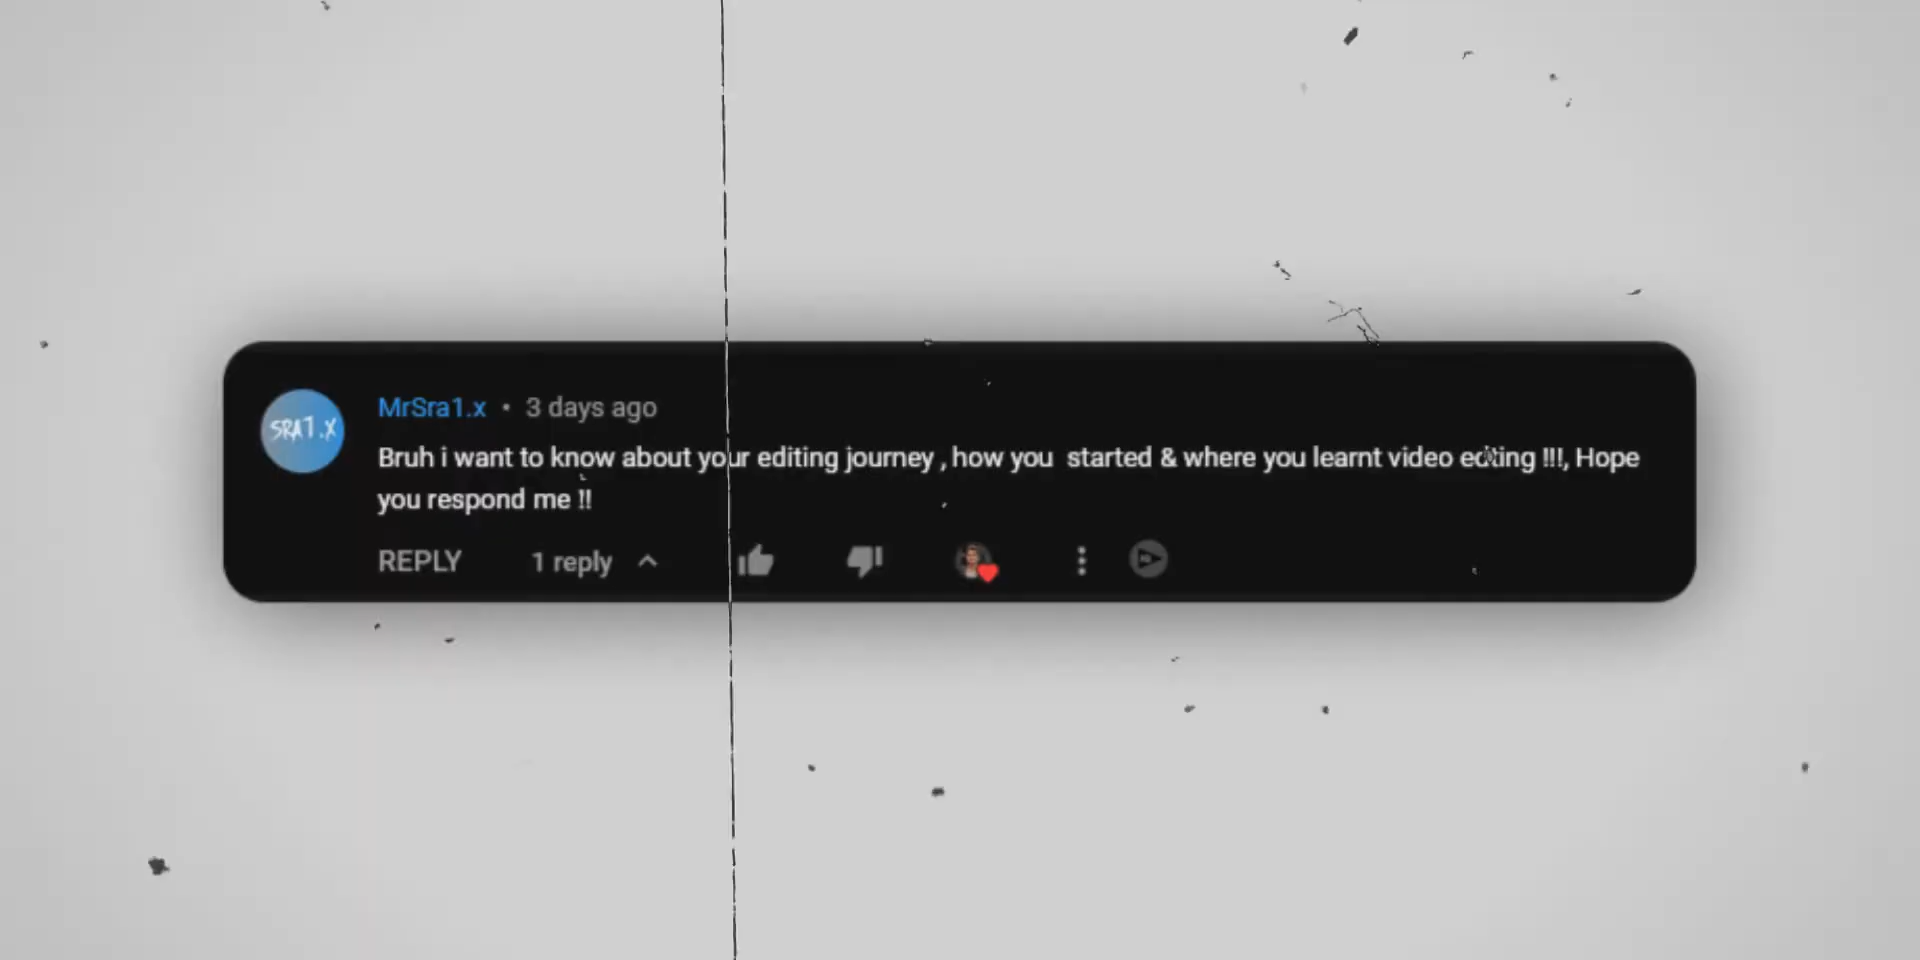 SRA1.X
MrSra1.x • 3 days ago
Bruh i want to know about your editing journey , how you  started & where you learnt video editing !!!, Hope
you respond me !!
REPLY 1 reply